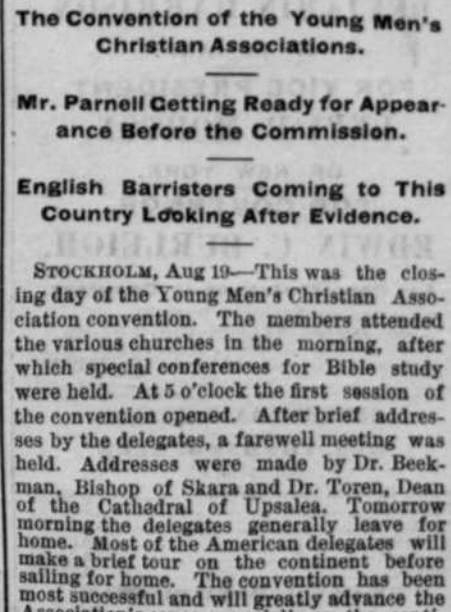 The Convention of the Young Men's
Christian Associations.
Mr. Parnell Getting Ready for Appear-
ance Before the Commission.
English Barristers Coming to This
Country Looking After Evidence.
STOCKHOLM, Aug 19—This was the clos-
ing day of the Young Men's Christian Asso-
ciation convention. The members attended
the various churches in the morning, after
which special conferences for Bible study
were held. At 5 o'clock the first session of
the convention opened. After brief addres-
ses by the delegates, a farewell meeting was
held. Addresses were made by Dr. Beek-
man, Bishop of Skara and Dr. Toren, Dean
of the Cathedral of Upsalea. Tomorrow
morning the delegates generally leave for
home. Most of the American delegates will
make a brief tour on the continent before
sailing for home. The convention has been
most successful and will greatly advance the